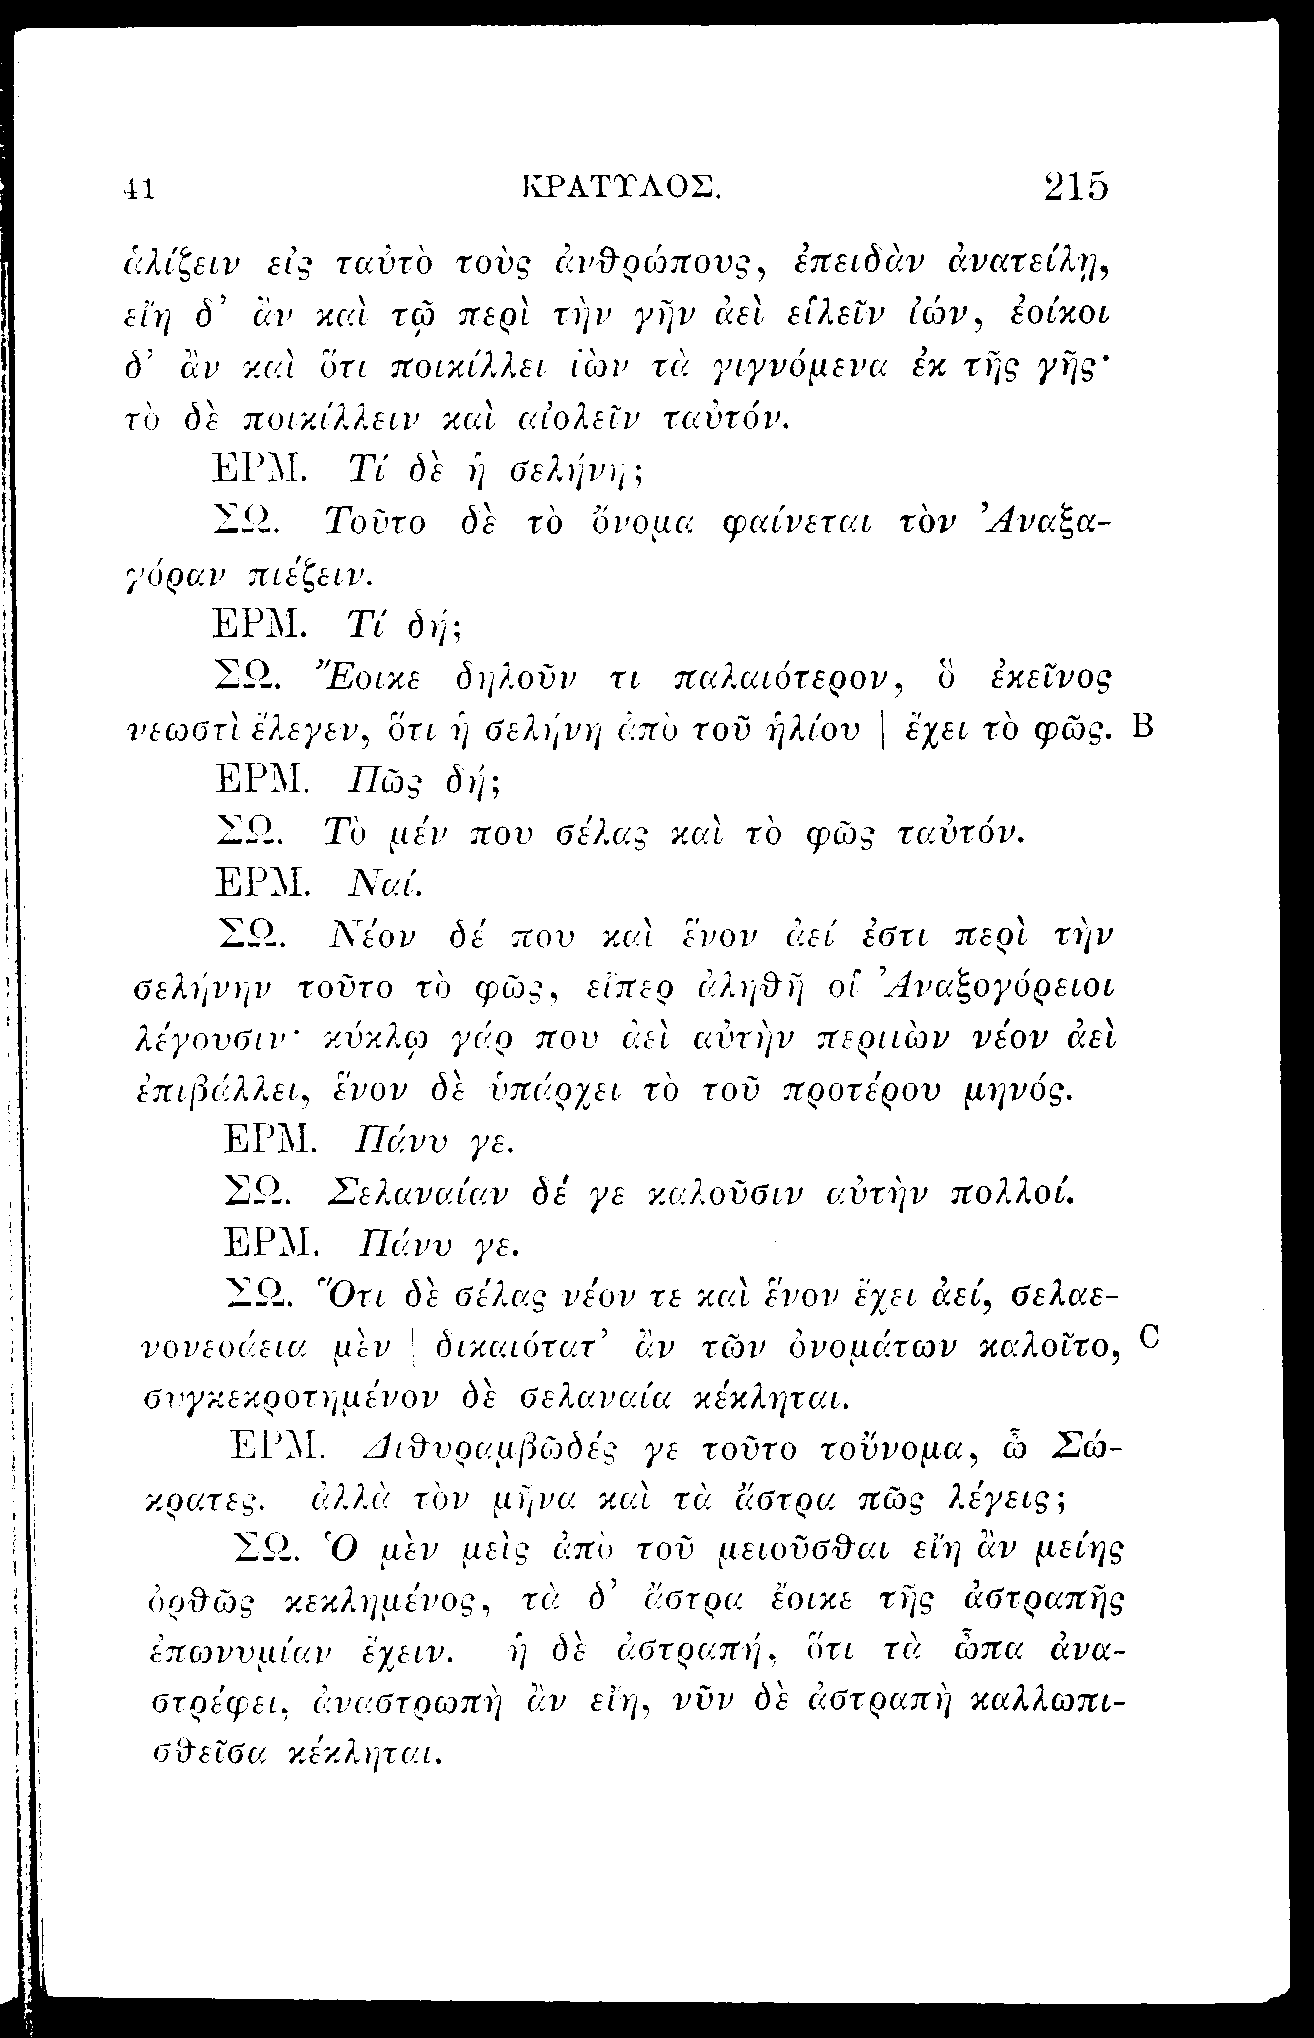 41 ΚΡΑΤΥΛΟΣ. 215
ἁλίζειν εἰς ταὐτὸ τοὺς ἀνθρώπους, ἐπειδὰν ἀνατείλῃ,
εἴη δ' ἂν καὶ τῷ περὶ τὴν γῆν ἀεὶ εἱλεῖν ἰών, ἐοίκοι
δ' ἂν καὶ ὅτι ποικίλλει ἰὼν τὰ γιγνόμενα ἐκ τῆς γῆς·
τὸ δὲ ποικίλλειν καὶ αἰολεῖν ταὐτόν.
ΕΡΜ. Τί δὲ ἡ σελήνη;
ΣΩ. Τοῦτο δὲ τὸ ὄνομα φαίνεται τὸν Ἀναξα-
γόραν πιέζειν.
ΕΡΜ. Τί δή;
ΣΩ. Ἔοικε δηλοῦν τι παλαιότερον, ὃ ἐκεῖνος
νεωστὶ ἔλεγεν, ὅτι ἡ σελήνη ἀπὸ τοῦ ἡλίου | ἔχει τὸ φῶς. B
ΕΡΜ. Πῶς δή;
ΣΩ. Τὸ μέν που σέλας καὶ τὸ φῶς ταὐτόν.
ΕΡΜ. Ναί.
ΣΩ. Νέον δέ που καὶ ἕνον ἀεί ἐστι περὶ τὴν
σελήνην τοῦτο τὸ φῶς, εἴπερ ἀληθῆ οἱ Ἀναξογόρειοι
λέγουσιν· κύκλῳ γάρ που ἀεὶ αὐτὴν περιιὼν νέον ἀεὶ
ἐπιβάλλει, ἕνον δὲ ὑπάρχει τὸ τοῦ προτέρου μηνός.
ΕΡΜ. Πάνυ γε.
ΣΩ. Σελαναίαν δέ γε καλοῦσιν αὐτὴν πολλοί.
ΕΡΜ. Πάνυ γε.
ΣΩ. Ὅτι δὲ σέλας νέον τε καὶ ἕνον ἔχει ἀεί, σελαε-
νονεοάεια μὲν | δικαιότατ' ἂν τῶν ὀνομάτων καλοῖτο, C
συγκεκροτημένον δὲ σελαναία κέκληται.
ΕΡΜ. Διθυραμβῶδές γε τοῦτο τοὔνομα, ὦ Σώ-
κρατες. ἀλλὰ τὸν μῆνα καὶ τὰ ἄστρα πῶς λέγεις;
ΣΩ. Ὁ μὲν μεὶς ἀπὸ τοῦ μειοῦσθαι εἴη ἂν μείης
ὀρθῶς κεκλημένος, τὰ δ' ἄστρα ἔοικε τῆς ἀστραπῆς
ἐπωνυμίαν ἔχειν. ἡ δὲ ἀστραπή, ὅτι τὰ ὦπα ἀνα-
στρέφει, ἀναστρωπὴ ἂν εἴη, νῦν δὲ ἀστραπὴ καλλωπι-
σθεῖσα κέκληται.